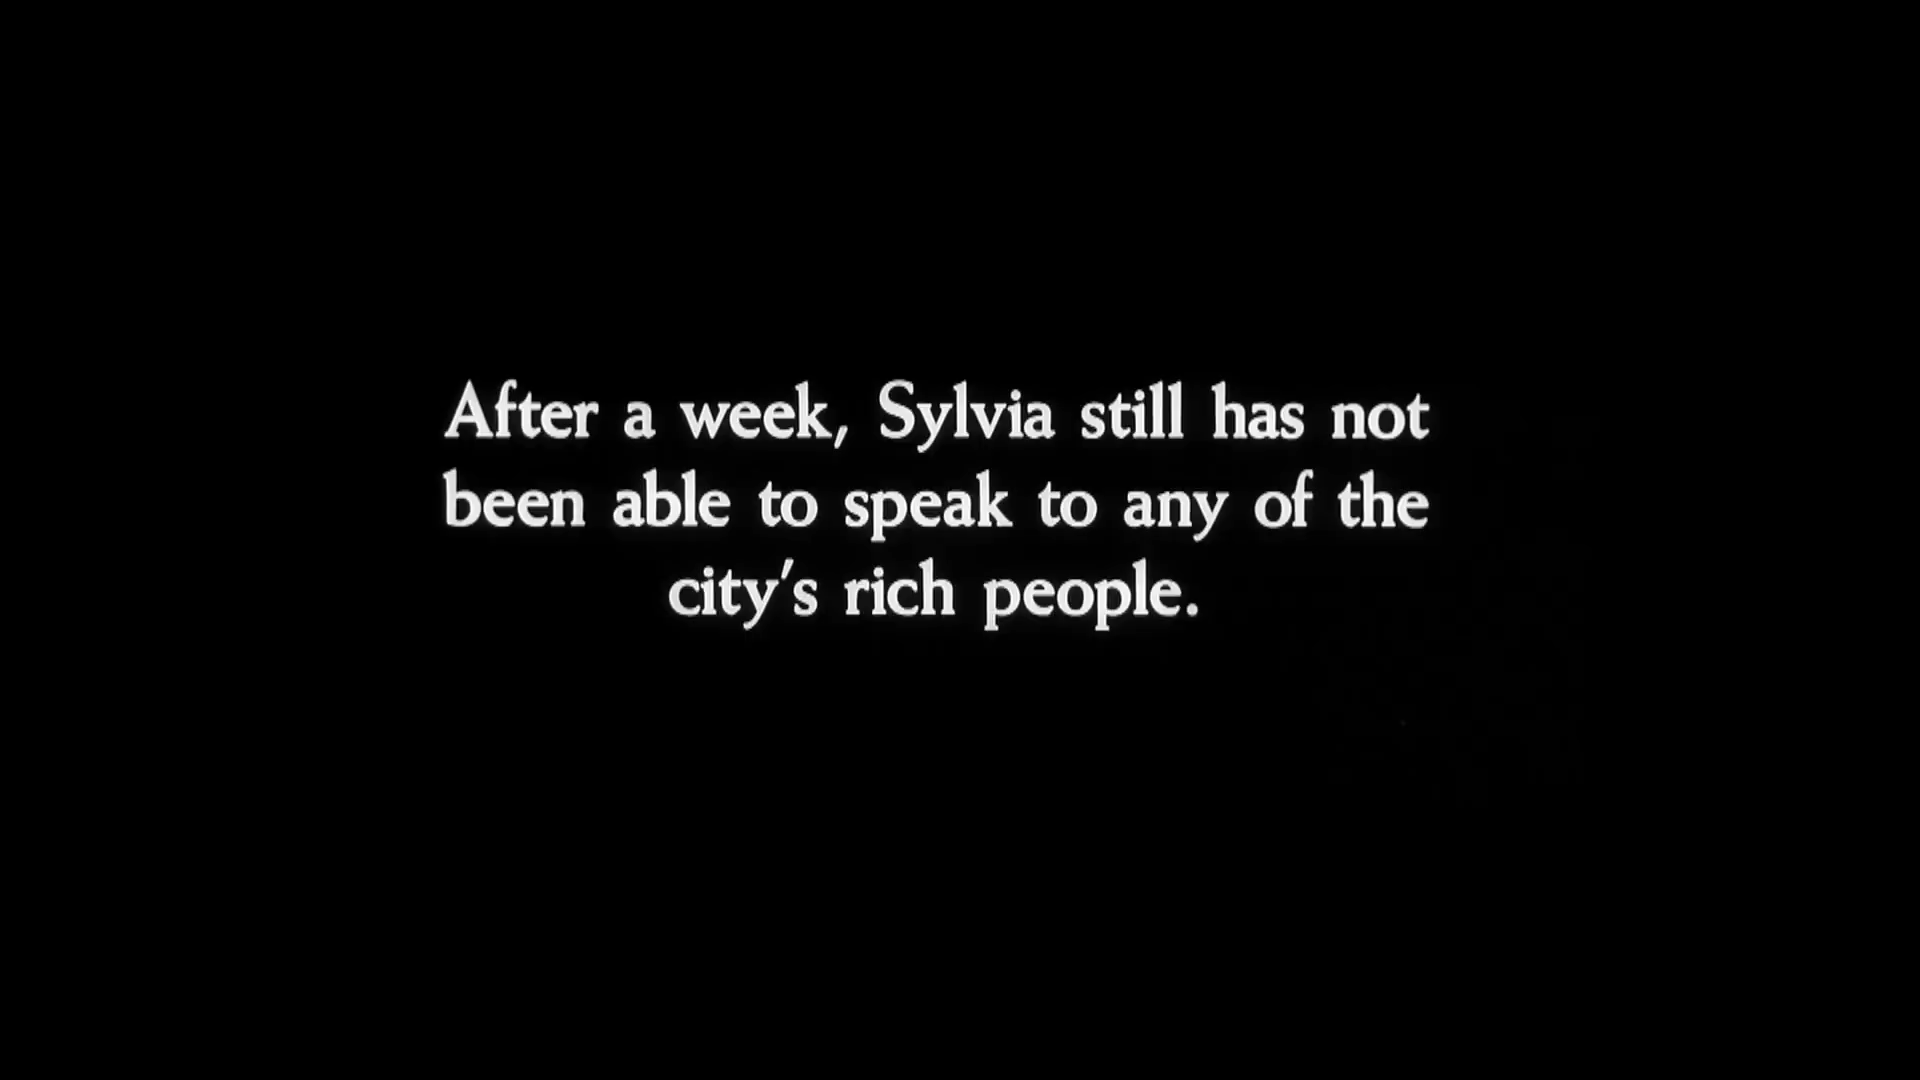 After a week, Sylvia still has not
been able to speak to any of the
city's rich people.